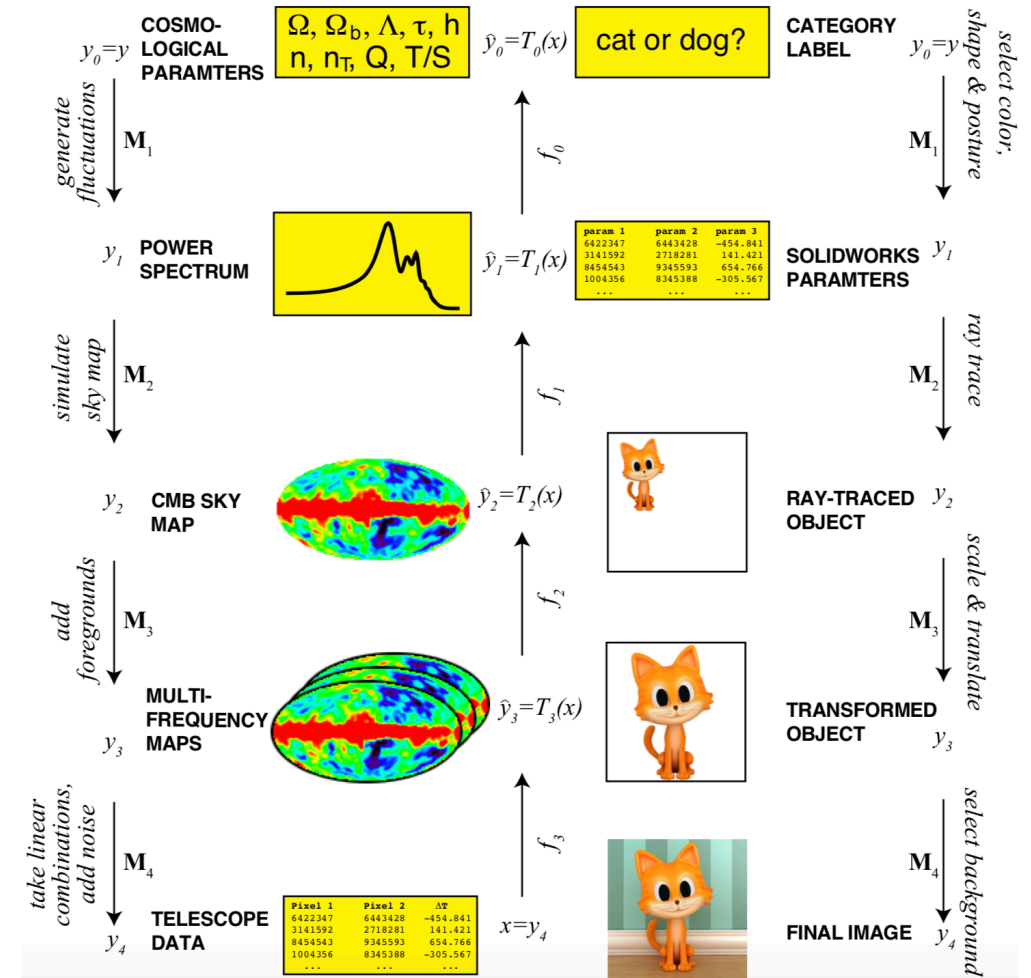 COSMO-
LOGICAL
PARAMTERS
y₀=y
Ω, Ωb, Λ, τ, h
n, nT, Q, T/S
ŷ₀=T₀(x)
cat or dog?
CATEGORY
LABEL
y₀=y
generate
fluctuations
M₁
f₀
M₁
select color,
shape & posture
y₁
POWER
SPECTRUM
ŷ₁=T₁(x)
param 1 param 2 param 3
6422347 6443428 -454.841
3141592 2718281 141.421
8454543 9345593 654.766
1004356 8345388 -305.567
... ... ...
SOLIDWORKS
PARAMTERS
y₁
simulate
sky map
M₂
f₁
M₂
ray trace
y₂
CMB SKY
MAP
ŷ₂=T₂(x)
RAY-TRACED
OBJECT
y₂
add
foregrounds
M₃
f₂
M₃
scale & translate
MULTI-
FREQUENCY
MAPS
y₃
ŷ₃=T₃(x)
TRANSFORMED
OBJECT
y₃
take linear
combinations,
add noise
M₄
f₃
M₄
select background
y₄
TELESCOPE
DATA
Pixel 1 Pixel 2 ΔT
6422347 6443428 -454.841
3141592 2718281 141.421
8454543 9345593 654.766
1004356 8345388 -305.567
... ... ...
x=y₄
FINAL IMAGE
y₄